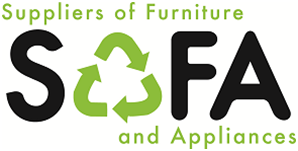 Suppliers of Furniture
SOFA
and Appliances